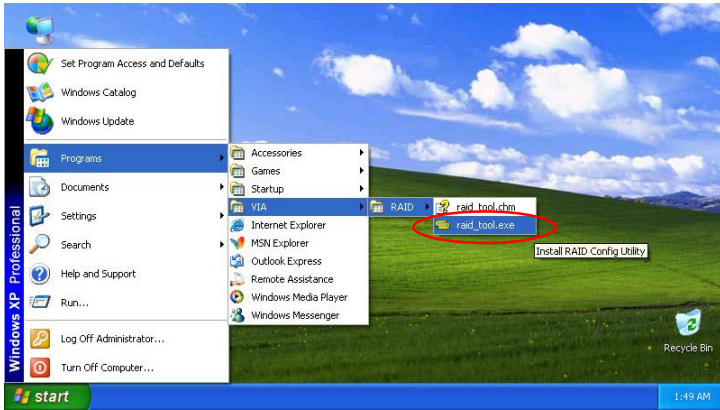 Set Program Access and Defaults
Windows Catalog
Windows Update
Programs
Documents
Settings
Search
Help and Support
Run...
Log Off Administrator...
Turn Off Computer...
Windows XP Professional
Accessories
Games
Startup
VIA
Internet Explorer
MSN Explorer
Outlook Express
Remote Assistance
Windows Media Player
Windows Messenger
RAID
raid_tool.chm
raid_tool.exe
Install RAID Config Utility
Recycle Bin
start
1:49 AM